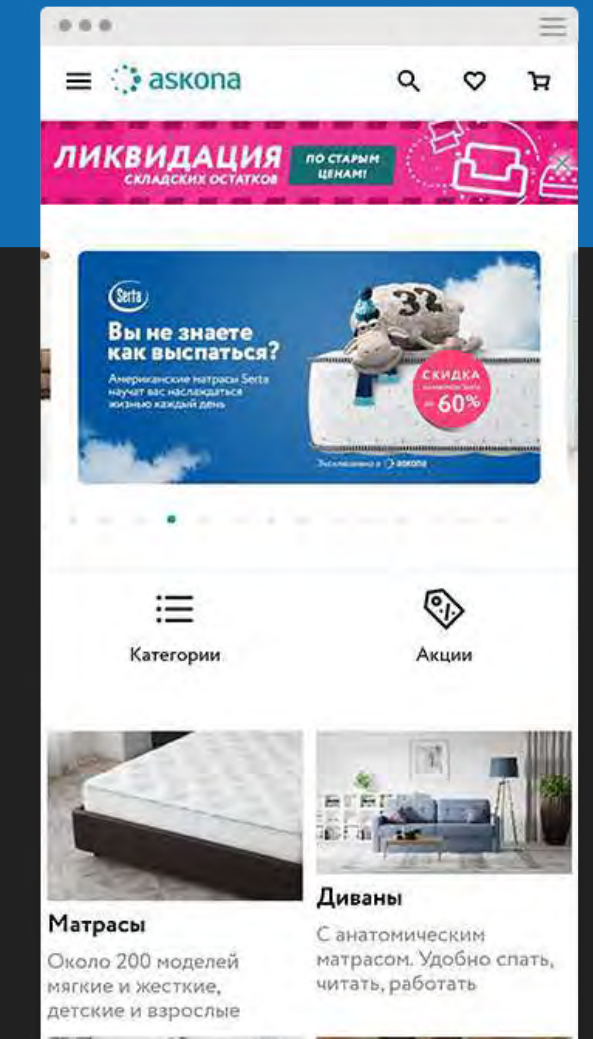 askona
ЛИКВИДАЦИЯ
СКЛАДСКИХ ОСТАТКОВ
ПО СТАРЫМ
ЦЕНАМ!
Serta
Вы не знаете
как выспаться?
Американские матрасы Serta
научат вас наслаждаться
жизнью каждый день
32
СКИДКА
60%
Эксклюзивно в askona
Категории
Акции
Матрасы
Около 200 моделей
мягкие и жесткие,
детские и взрослые
Диваны
С анатомическим
матрасом. Удобно спать,
читать, работать